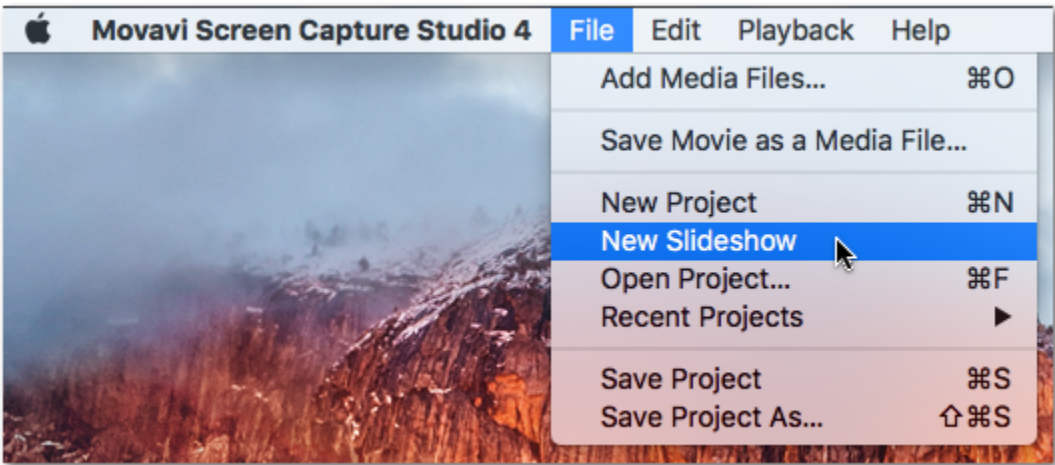 Movavi Screen Capture Studio 4 File Edit Playback Help
Add Media Files... ⌘O
Save Movie as a Media File...
New Project ⌘N
New Slideshow
Open Project... ⌘F
Recent Projects ▶
Save Project ⌘S
Save Project As... ⇧⌘S